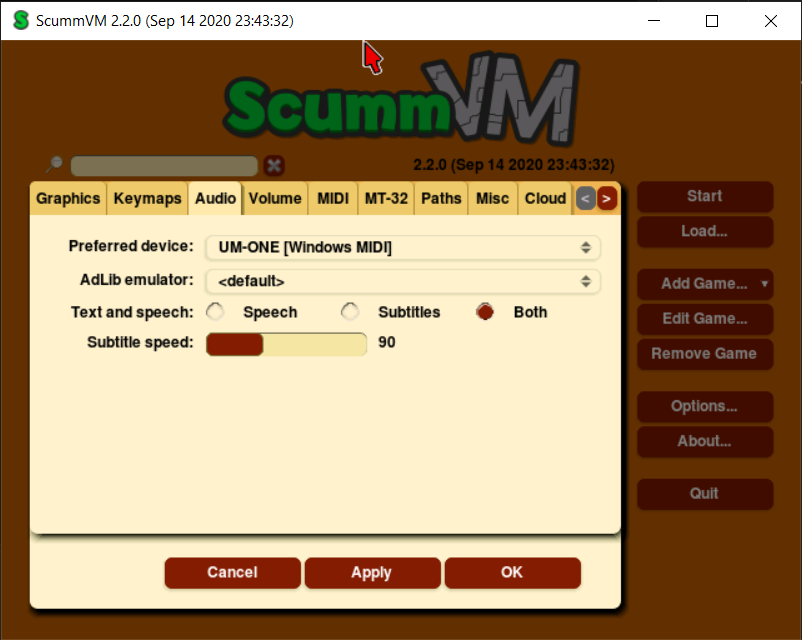 ScummVM 2.2.0 (Sep 14 2020 23:43:32)
ScummVM
2.2.0 (Sep 14 2020 23:43:32)
Graphics Keymaps Audio Volume MIDI MT-32 Paths Misc Cloud < >
Preferred device: UM-ONE [Windows MIDI]
AdLib emulator: <default>
Text and speech: Speech Subtitles Both
Subtitle speed: 90
Cancel Apply OK
Start
Load...
Add Game...
Edit Game...
Remove Game
Options...
About...
Quit